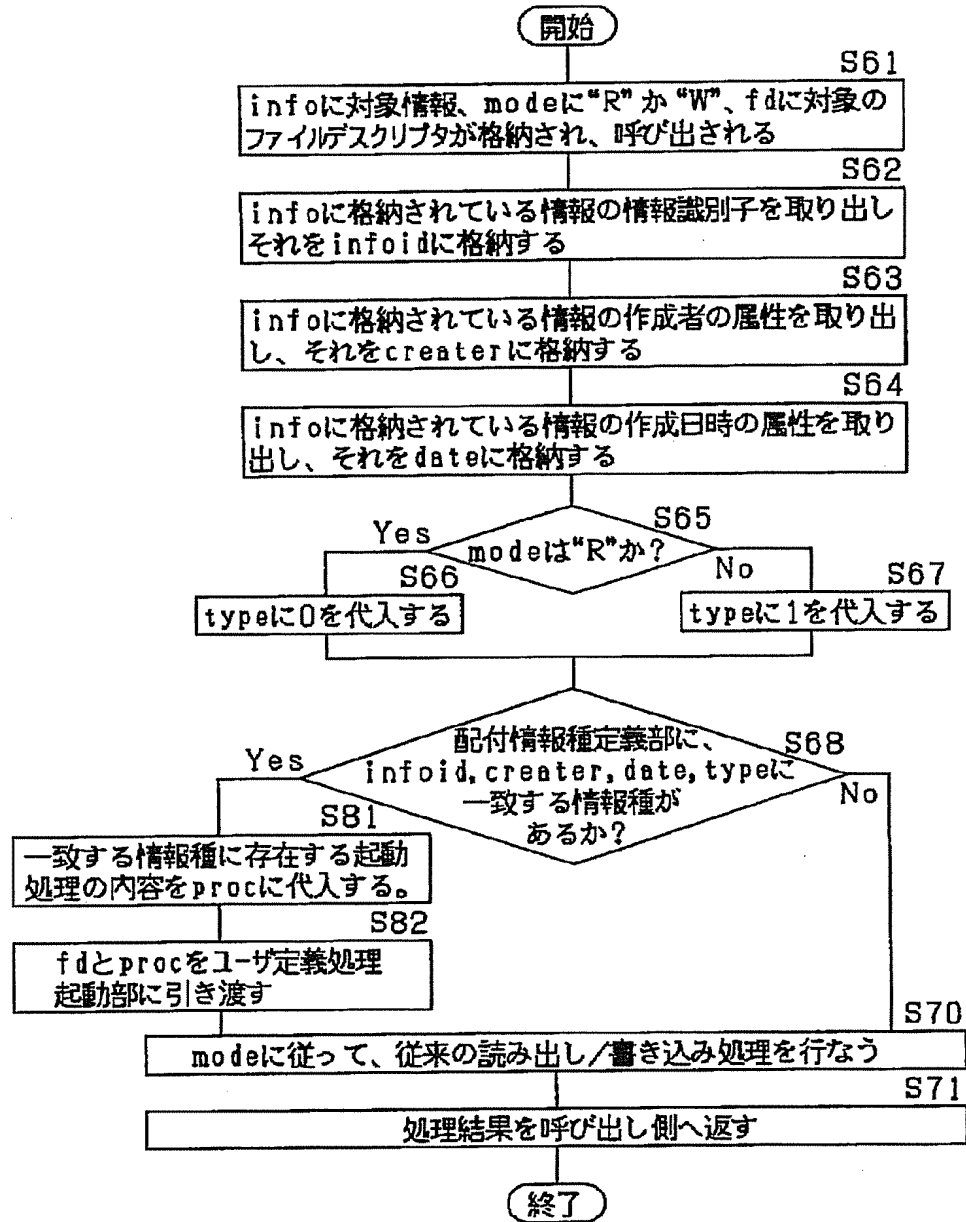 開始
S61
infoに対象情報、modeに“R”か“W”、fdに対象の
ファイルデスクリプタが格納され、呼び出される
S62
infoに格納されている情報の情報識別子を取り出し
それをinfoidに格納する
S63
infoに格納されている情報の作成者の属性を取り出
し、それをcreaterに格納する
S64
infoに格納されている情報の作成日時の属性を取り
出し、それをdateに格納する
S65
modeは“R”か?
Yes
No
S66
typeに0を代入する
S67
typeに1を代入する
S68
配付情報種定義部に、
infoid,creater,date,typeに
一致する情報種が
あるか?
Yes
No
S81
一致する情報種に存在する起動
処理の内容をprocに代入する。
S82
fdとprocをユーザ定義処理
起動部に引き渡す
S70
modeに従って、従来の読み出し/書き込み処理を行なう
S71
処理結果を呼び出し側へ返す
終了